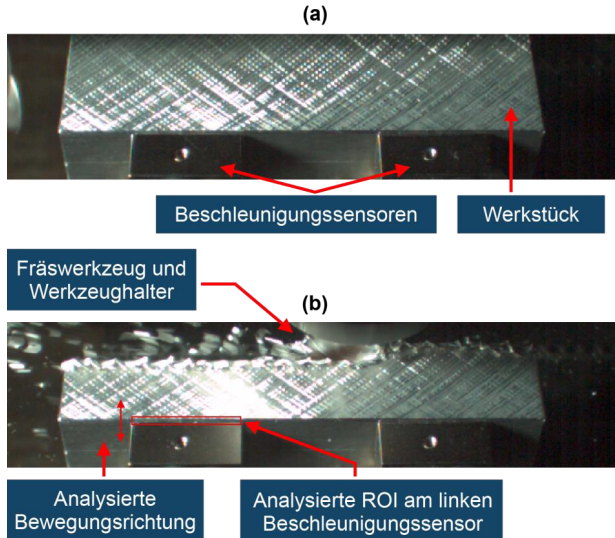 (a)
Beschleunigungssensoren
Werkstück
Fräswerkzeug und
Werkzeughalter
(b)
Analysierte
Bewegungsrichtung
Analysierte ROI am linken
Beschleunigungssensor